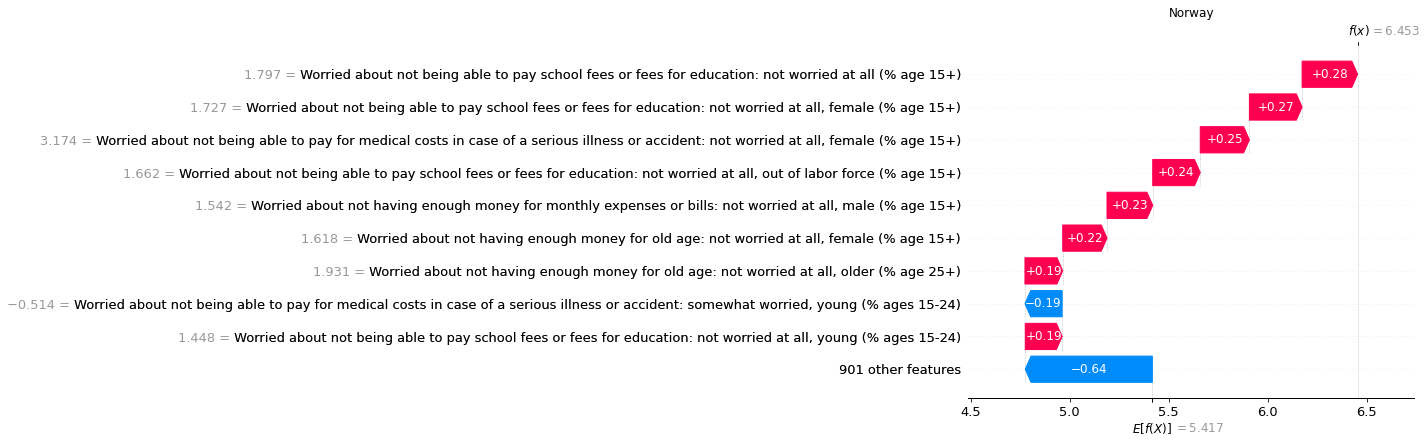 Norway
f(x) = 6.453
1.797 = Worried about not being able to pay school fees or fees for education: not worried at all (% age 15+) +0.28
1.727 = Worried about not being able to pay school fees or fees for education: not worried at all, female (% age 15+) +0.27
3.174 = Worried about not being able to pay for medical costs in case of a serious illness or accident: not worried at all, female (% age 15+) +0.25
1.662 = Worried about not being able to pay school fees or fees for education: not worried at all, out of labor force (% age 15+) +0.24
1.542 = Worried about not having enough money for monthly expenses or bills: not worried at all, male (% age 15+) +0.23
1.618 = Worried about not having enough money for old age: not worried at all, female (% age 15+) +0.22
1.931 = Worried about not having enough money for old age: not worried at all, older (% age 25+) +0.19
−0.514 = Worried about not being able to pay for medical costs in case of a serious illness or accident: somewhat worried, young (% ages 15-24) −0.19
1.448 = Worried about not being able to pay school fees or fees for education: not worried at all, young (% ages 15-24) +0.19
901 other features −0.64
4.5 5.0 5.5 6.0 6.5
E[f(X)] = 5.417